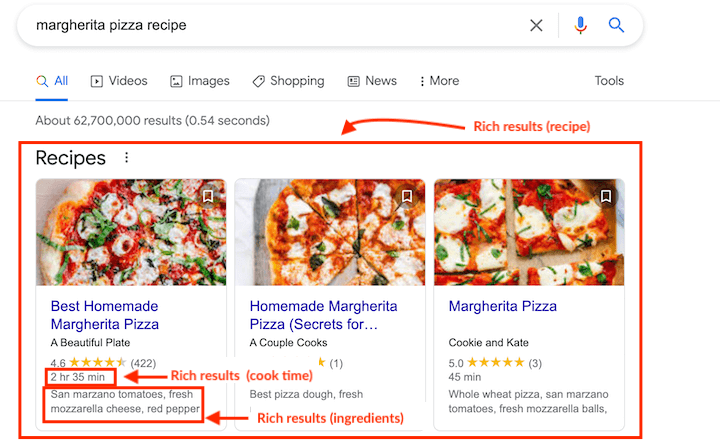 margherita pizza recipe
All Videos Images Shopping News More Tools
About 62,700,000 results (0.54 seconds)
Rich results (recipe)
Recipes
Best Homemade
Margherita Pizza
A Beautiful Plate
4.6 (422)
2 hr 35 min
San marzano tomatoes, fresh
mozzarella cheese, red pepper
Homemade Margherita
Pizza (Secrets for…
A Couple Cooks
(1)
Best pizza dough, fresh
Margherita Pizza
Cookie and Kate
5.0 (3)
45 min
Whole wheat pizza, san marzano
tomatoes, fresh mozzarella balls,
Rich results (cook time)
Rich results (ingredients)